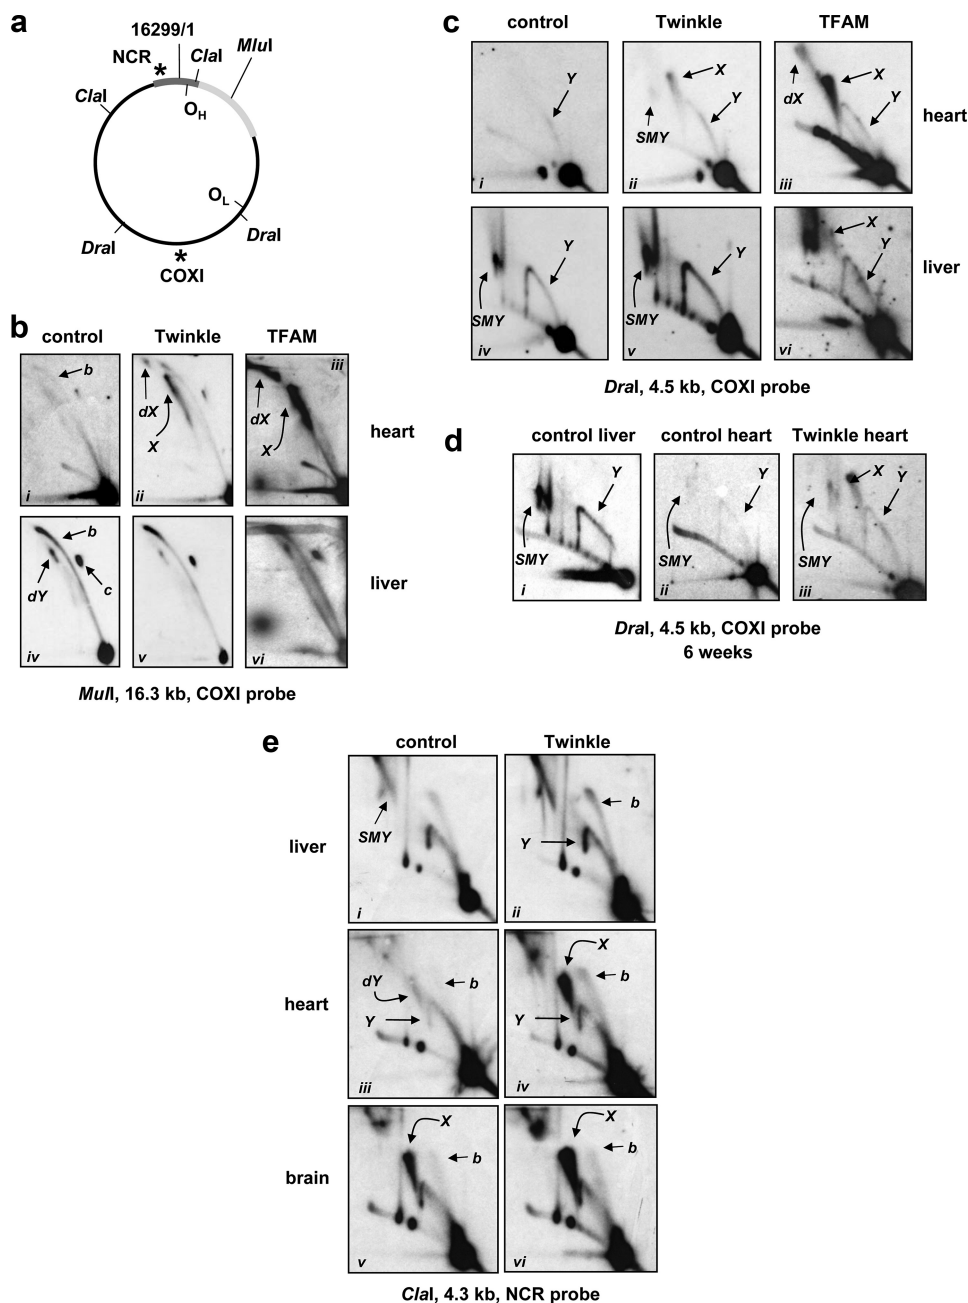 a
16299/1
NCR
*
ClaI
MluI
ClaI
OH
OL
DraI
DraI
*
COXI
b
control
Twinkle
TFAM
b
i
dX
X
ii
iii
dX
X
heart
b
dY
c
iv
v
vi
liver
MulI, 16.3 kb, COXI probe
c
control
Twinkle
TFAM
Y
i
X
Y
SMY
ii
X
dX
Y
iii
heart
Y
SMY
iv
Y
SMY
v
X
Y
SMY
vi
liver
DraI, 4.5 kb, COXI probe
d
control liver
control heart
Twinkle heart
Y
SMY
i
Y
SMY
ii
X
Y
SMY
iii
DraI, 4.5 kb, COXI probe
6 weeks
e
control
Twinkle
liver
SMY
i
b
Y
ii
heart
dY
b
Y
iii
X
b
Y
iv
brain
X
b
v
X
b
vi
ClaI, 4.3 kb, NCR probe